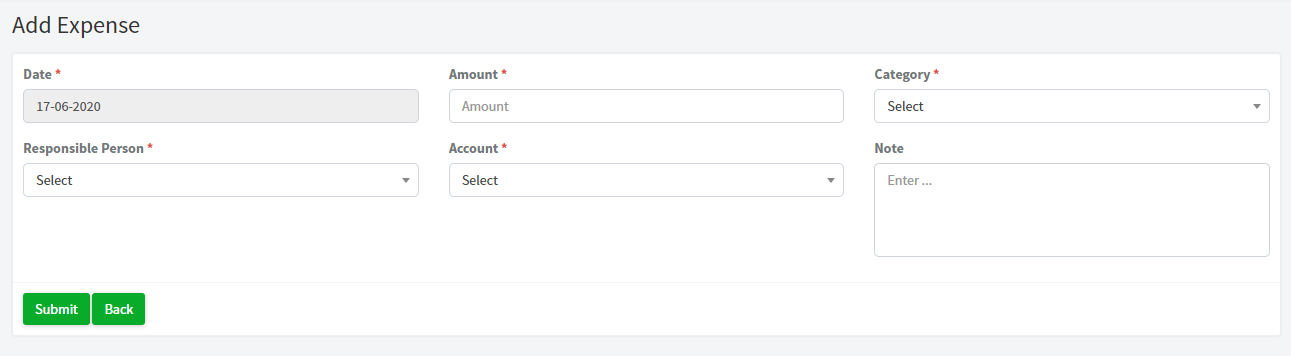 Add Expense
Date *
Amount *
Category *
17-06-2020
Amount
Select
Responsible Person *
Account *
Note
Select
Select
Enter ...
Submit
Back